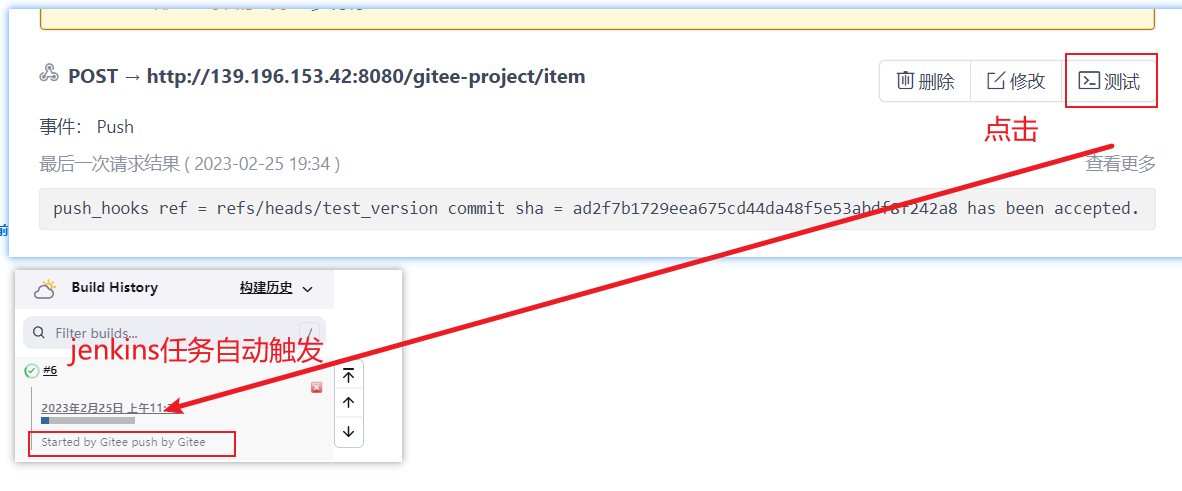 POST → http://139.196.153.42:8080/gitee-project/item
删除 修改 测试
点击
事件： Push
最后一次请求结果 ( 2023-02-25 19:34 ) 查看更多
push_hooks ref = refs/heads/test_version commit sha = ad2f7b1729eea675cd44da48f5e53abdf8f242a8 has been accepted.
前
Build History 构建历史
Filter builds... /
jenkins任务自动触发
#6
2023年2月25日 上午11:
Started by Gitee push by Gitee